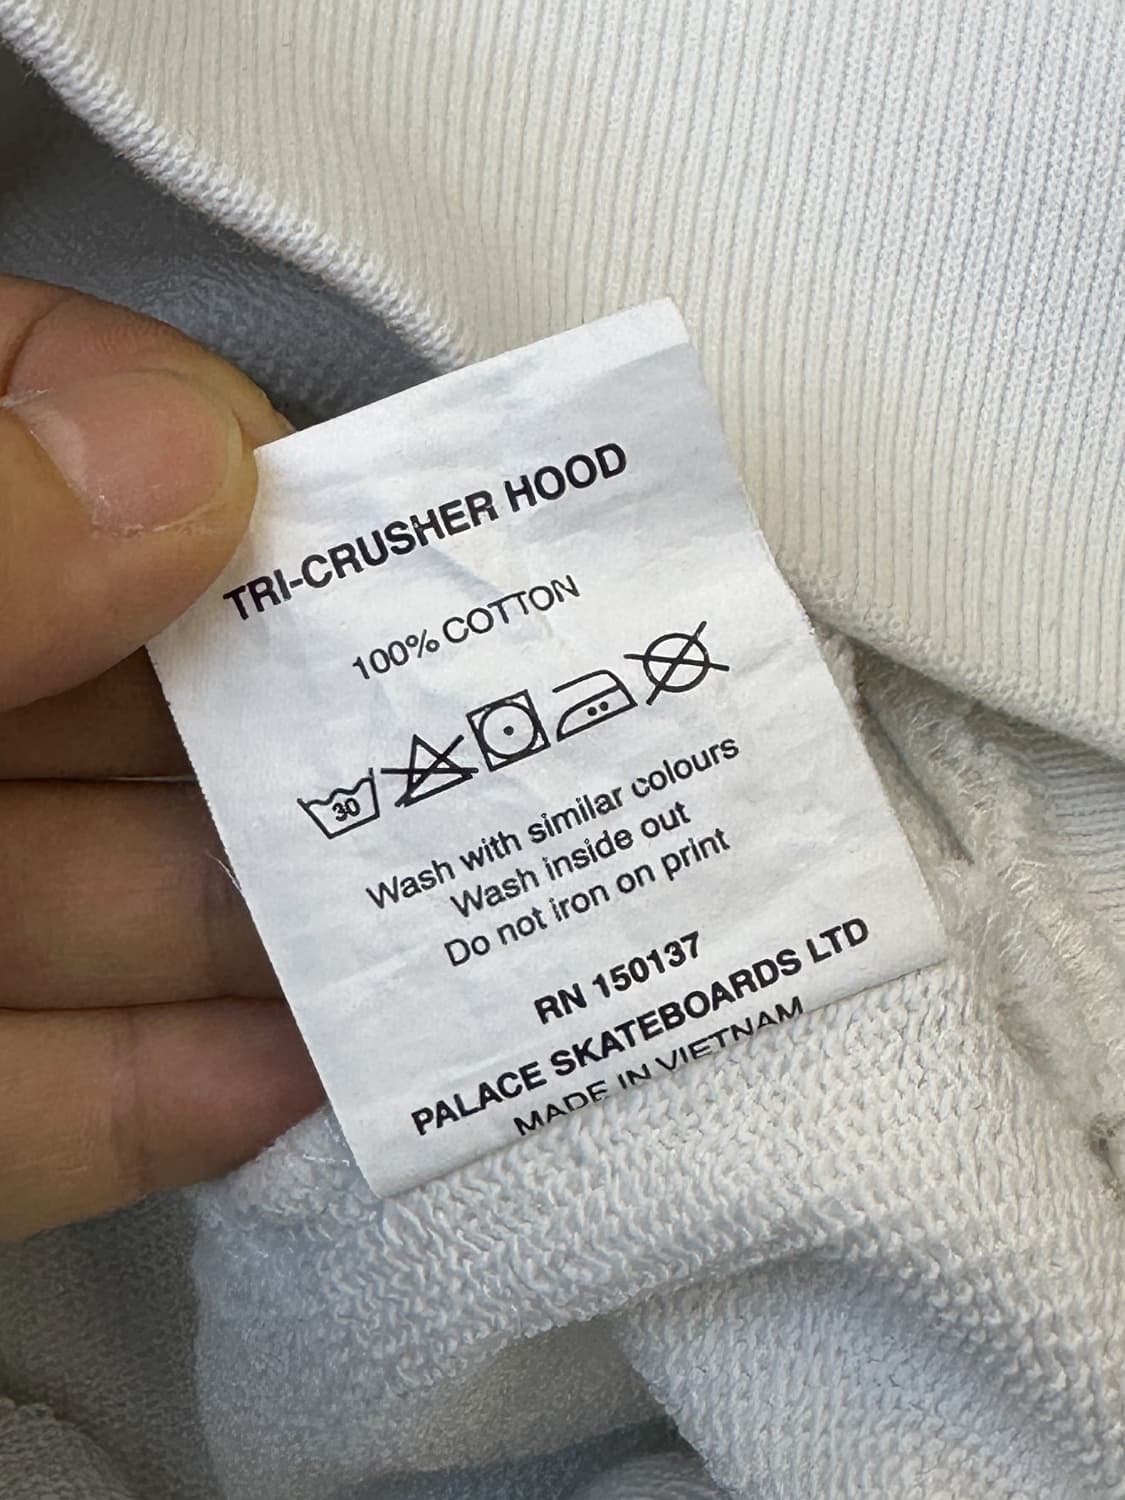 TRI-CRUSHER HOOD
100% COTTON
30
Wash with similar colours
Wash inside out
Do not iron on print
RN 150137
PALACE SKATEBOARDS LTD
MADE IN VIETNAM